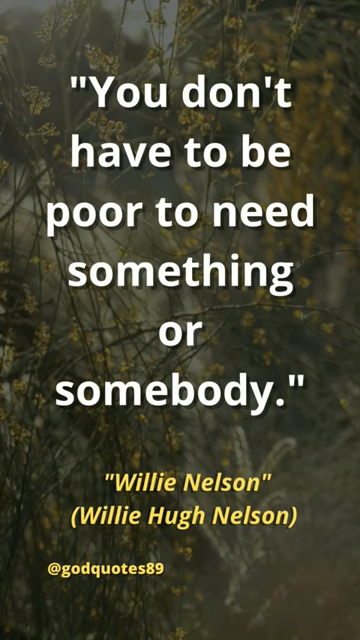 "You don't
have to be
poor to need
something
or
somebody."
"Willie Nelson"
(Willie Hugh Nelson)
@godquotes89